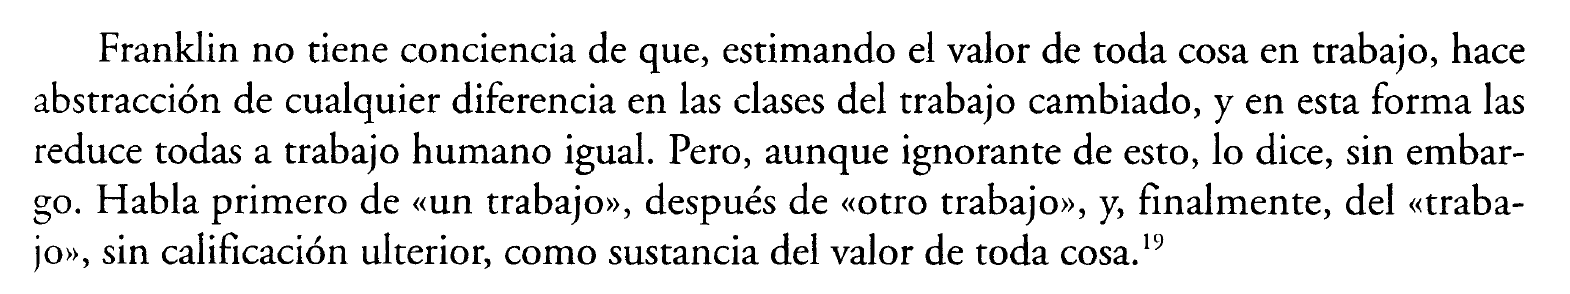 Franklin no tiene conciencia de que, estimando el valor de toda cosa en trabajo, hace
abstracción de cualquier diferencia en las clases del trabajo cambiado, y en esta forma las
reduce todas a trabajo humano igual. Pero, aunque ignorante de esto, lo dice, sin embar-
go. Habla primero de «un trabajo», después de «otro trabajo», y, finalmente, del «traba-
jo», sin calificación ulterior, como sustancia del valor de toda cosa.¹⁹